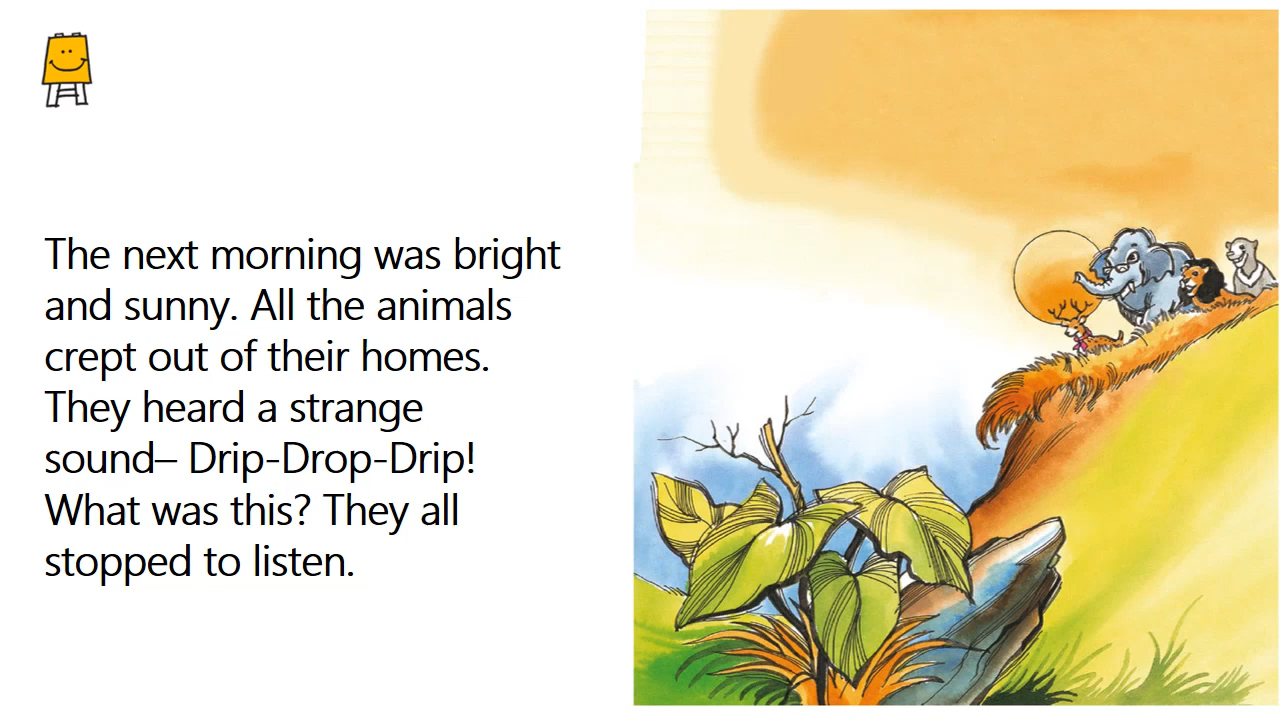 The next morning was bright
and sunny. All the animals
crept out of their homes.
They heard a strange
sound– Drip-Drop-Drip!
What was this? They all
stopped to listen.